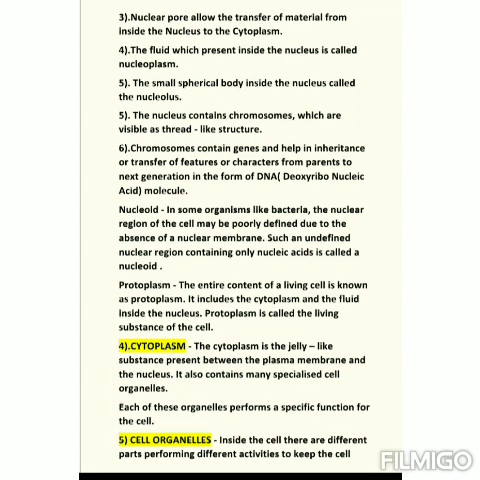 3).Nuclear pore allow the transfer of material from
inside the Nucleus to the Cytoplasm.
4).The fluid which present inside the nucleus is called
nucleoplasm.
5). The small spherical body inside the nucleus called
the nucleolus.
5). The nucleus contains chromosomes, which are
visible as thread - like structure.
6).Chromosomes contain genes and help in inheritance
or transfer of features or characters from parents to
next generation in the form of DNA( Deoxyribo Nucleic
Acid) molecule.
Nucleoid - In some organisms like bacteria, the nuclear
region of the cell may be poorly defined due to the
absence of a nuclear membrane. Such an undefined
nuclear region containing only nucleic acids is called a
nucleoid .
Protoplasm - The entire content of a living cell is known
as protoplasm. It includes the cytoplasm and the fluid
inside the nucleus. Protoplasm is called the living
substance of the cell.
4).CYTOPLASM - The cytoplasm is the jelly – like
substance present between the plasma membrane and
the nucleus. It also contains many specialised cell
organelles.
Each of these organelles performs a specific function for
the cell.
5) CELL ORGANELLES - Inside the cell there are different
parts performing different activities to keep the cell
FILMIGO